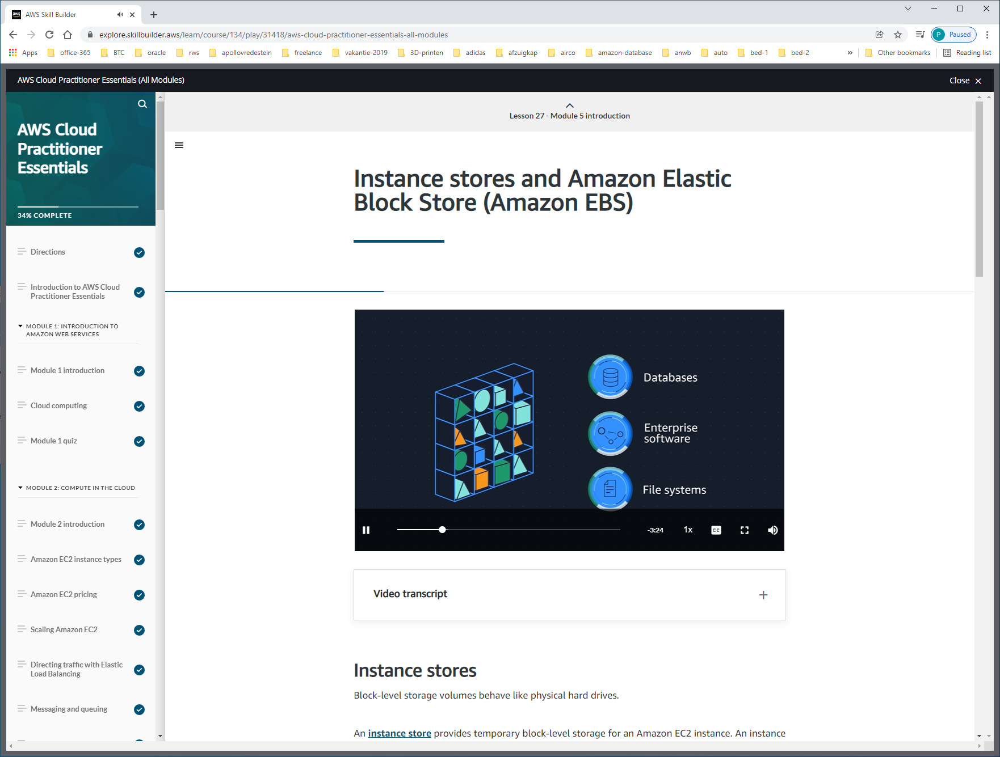 AWS Skill Builder
explore.skillbuilder.aws/learn/course/134/play/31418/aws-cloud-practitioner-essentials-all-modules
P Paused
Apps office-365 BTC oracle rws apollovredestein freelance vakantie-2019 3D-printen adidas afzuigkap airco amazon-database anwb auto bed-1 bed-2 » Other bookmarks Reading list
AWS Cloud Practitioner Essentials (All Modules) Close
Lesson 27 - Module 5 introduction
AWS Cloud
Practitioner
Essentials
34% COMPLETE
Directions
Introduction to AWS Cloud
Practitioner Essentials
MODULE 1: INTRODUCTION TO
AMAZON WEB SERVICES
Module 1 introduction
Cloud computing
Module 1 quiz
MODULE 2: COMPUTE IN THE CLOUD
Module 2 introduction
Amazon EC2 instance types
Amazon EC2 pricing
Scaling Amazon EC2
Directing traffic with Elastic
Load Balancing
Messaging and queuing
Instance stores and Amazon Elastic
Block Store (Amazon EBS)
Databases
Enterprise
software
File systems
-3:24 1x CC
Video transcript
Instance stores
Block-level storage volumes behave like physical hard drives.
An instance store provides temporary block-level storage for an Amazon EC2 instance. An instance